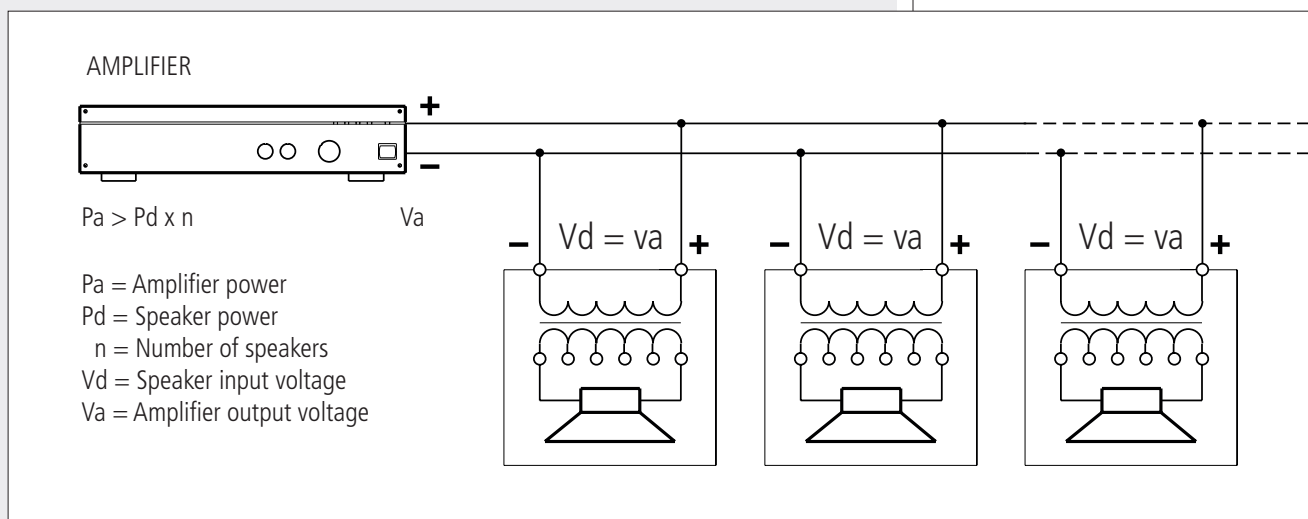 AMPLIFIER
+
–
Pa > Pd x n
Va
– Vd = va +
– Vd = va +
– Vd = va +
Pa = Amplifier power
Pd = Speaker power
n = Number of speakers
Vd = Speaker input voltage
Va = Amplifier output voltage